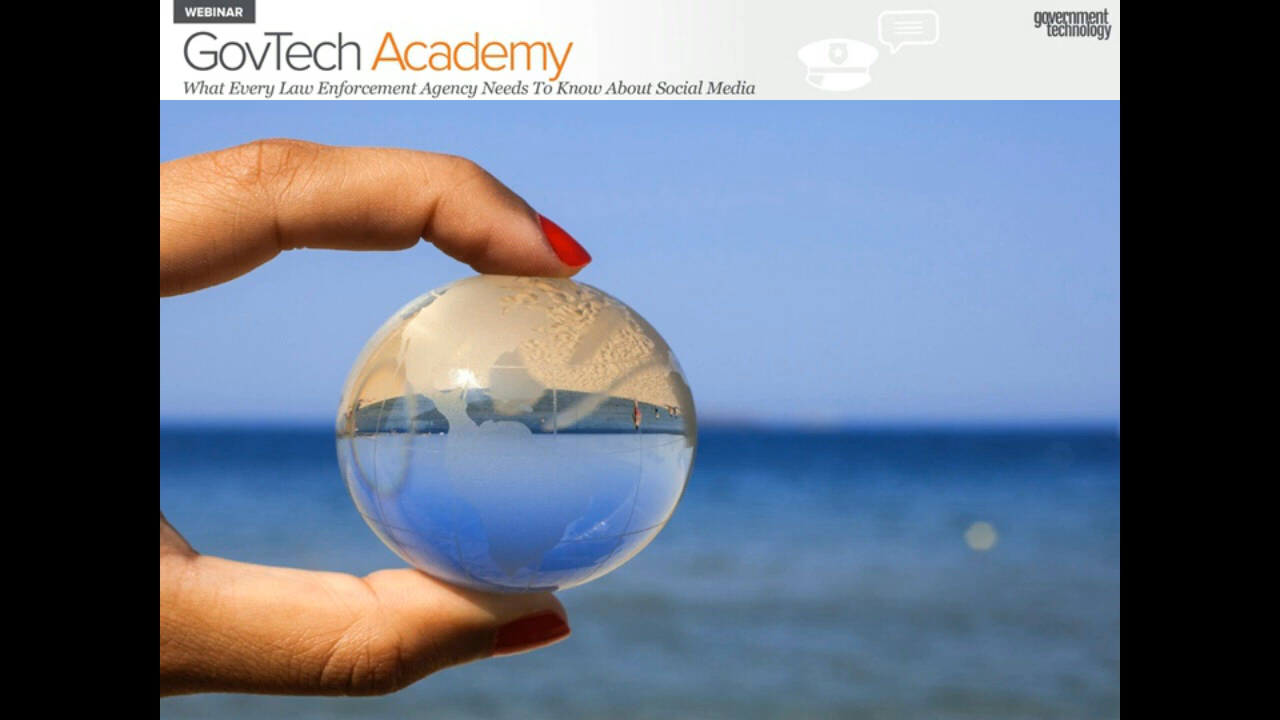 WEBINAR
GovTech Academy
What Every Law Enforcement Agency Needs To Know About Social Media
government
technology